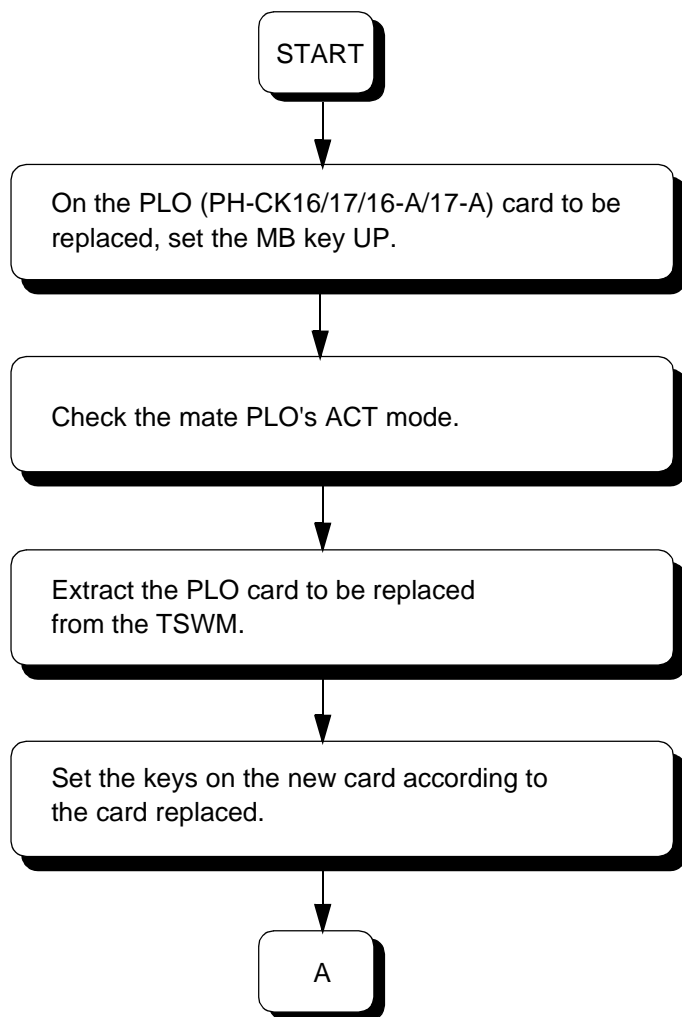 START
On the PLO (PH-CK16/17/16-A/17-A) card to be
replaced, set the MB key UP.
Check the mate PLO's ACT mode.
Extract the PLO card to be replaced
from the TSWM.
Set the keys on the new card according to
the card replaced.
A